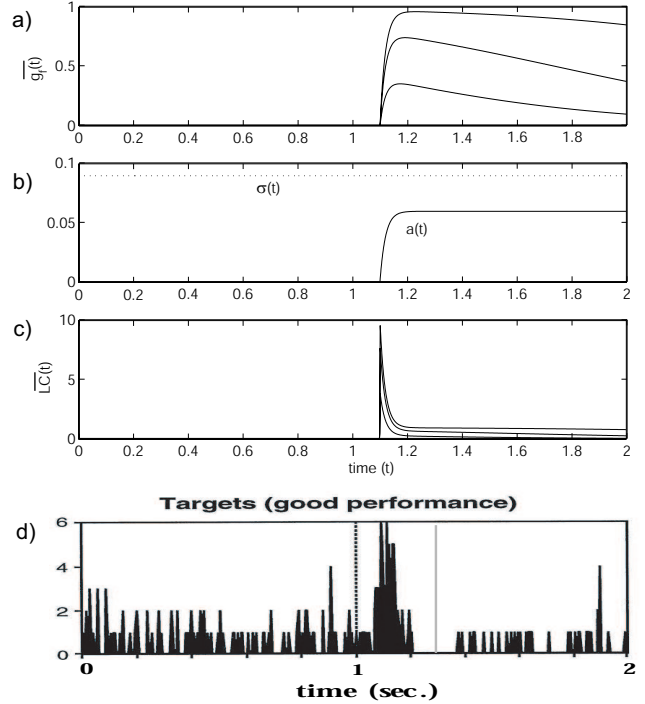 a)
1
0.5
0
g_f(t)
0 0.2 0.4 0.6 0.8 1 1.2 1.4 1.6 1.8
b)
0.1
0.05
0
σ(t)
a(t)
0 0.2 0.4 0.6 0.8 1 1.2 1.4 1.6 1.8 2
c)
10
5
0
LC(t)
0 0.2 0.4 0.6 0.8 1 1.2 1.4 1.6 1.8 2
time (t)
Targets (good performance)
d)
6
4
2
0
0 1 2
time (sec.)